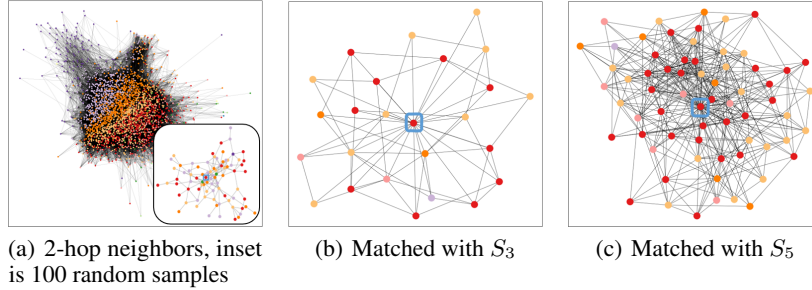 (a) 2-hop neighbors, inset
is 100 random samples
(b) Matched with S₃
(c) Matched with S₅